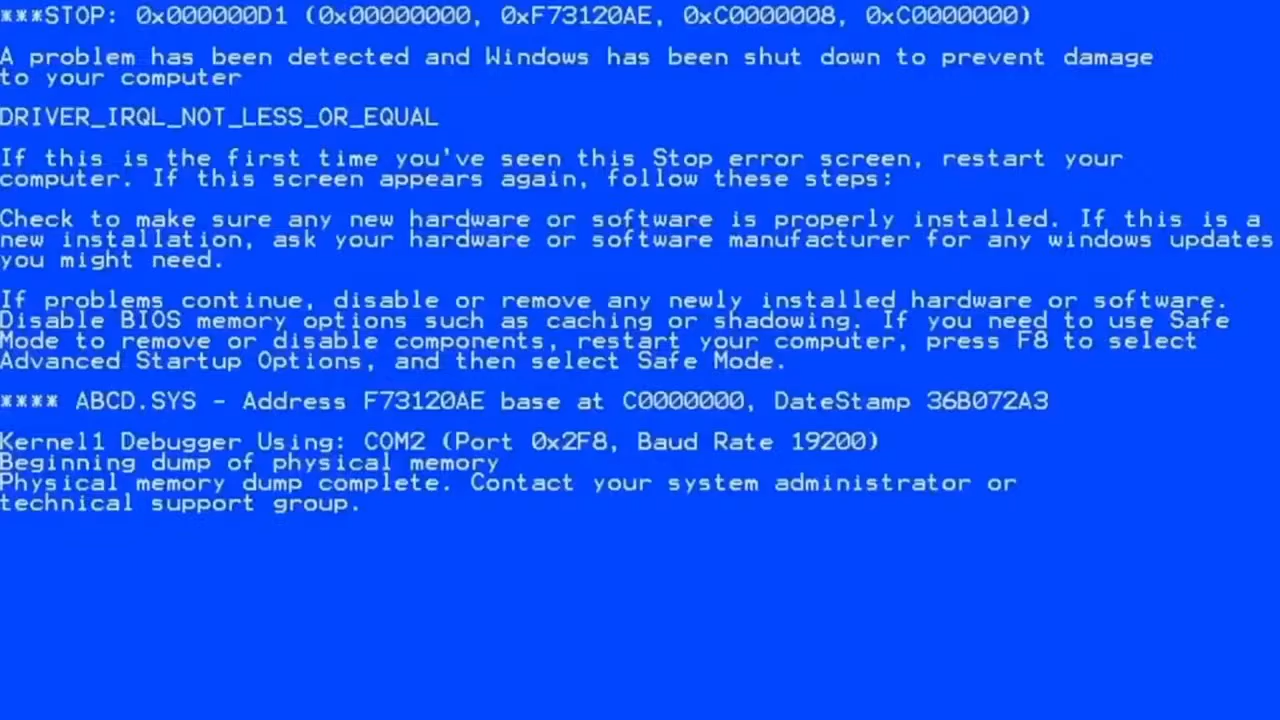 ***STOP: 0x000000D1 (0x00000000, 0xF73120AE, 0xC0000008, 0xC0000000)
A problem has been detected and Windows has been shut down to prevent damage
to your computer
DRIVER_IRQL_NOT_LESS_OR_EQUAL
If this is the first time you've seen this Stop error screen, restart your
computer. If this screen appears again, follow these steps:
Check to make sure any new hardware or software is properly installed. If this is a
new installation, ask your hardware or software manufacturer for any windows updates
you might need.
If problems continue, disable or remove any newly installed hardware or software.
Disable BIOS memory options such as caching or shadowing. If you need to use Safe
Mode to remove or disable components, restart your computer, press F8 to select
Advanced Startup Options, and then select Safe Mode.
**** ABCD.SYS - Address F73120AE base at C0000000, DateStamp 36B072A3
Kernel1 Debugger Using: COM2 (Port 0x2F8, Baud Rate 19200)
Beginning dump of physical memory
Physical memory dump complete. Contact your system administrator or
technical support group.